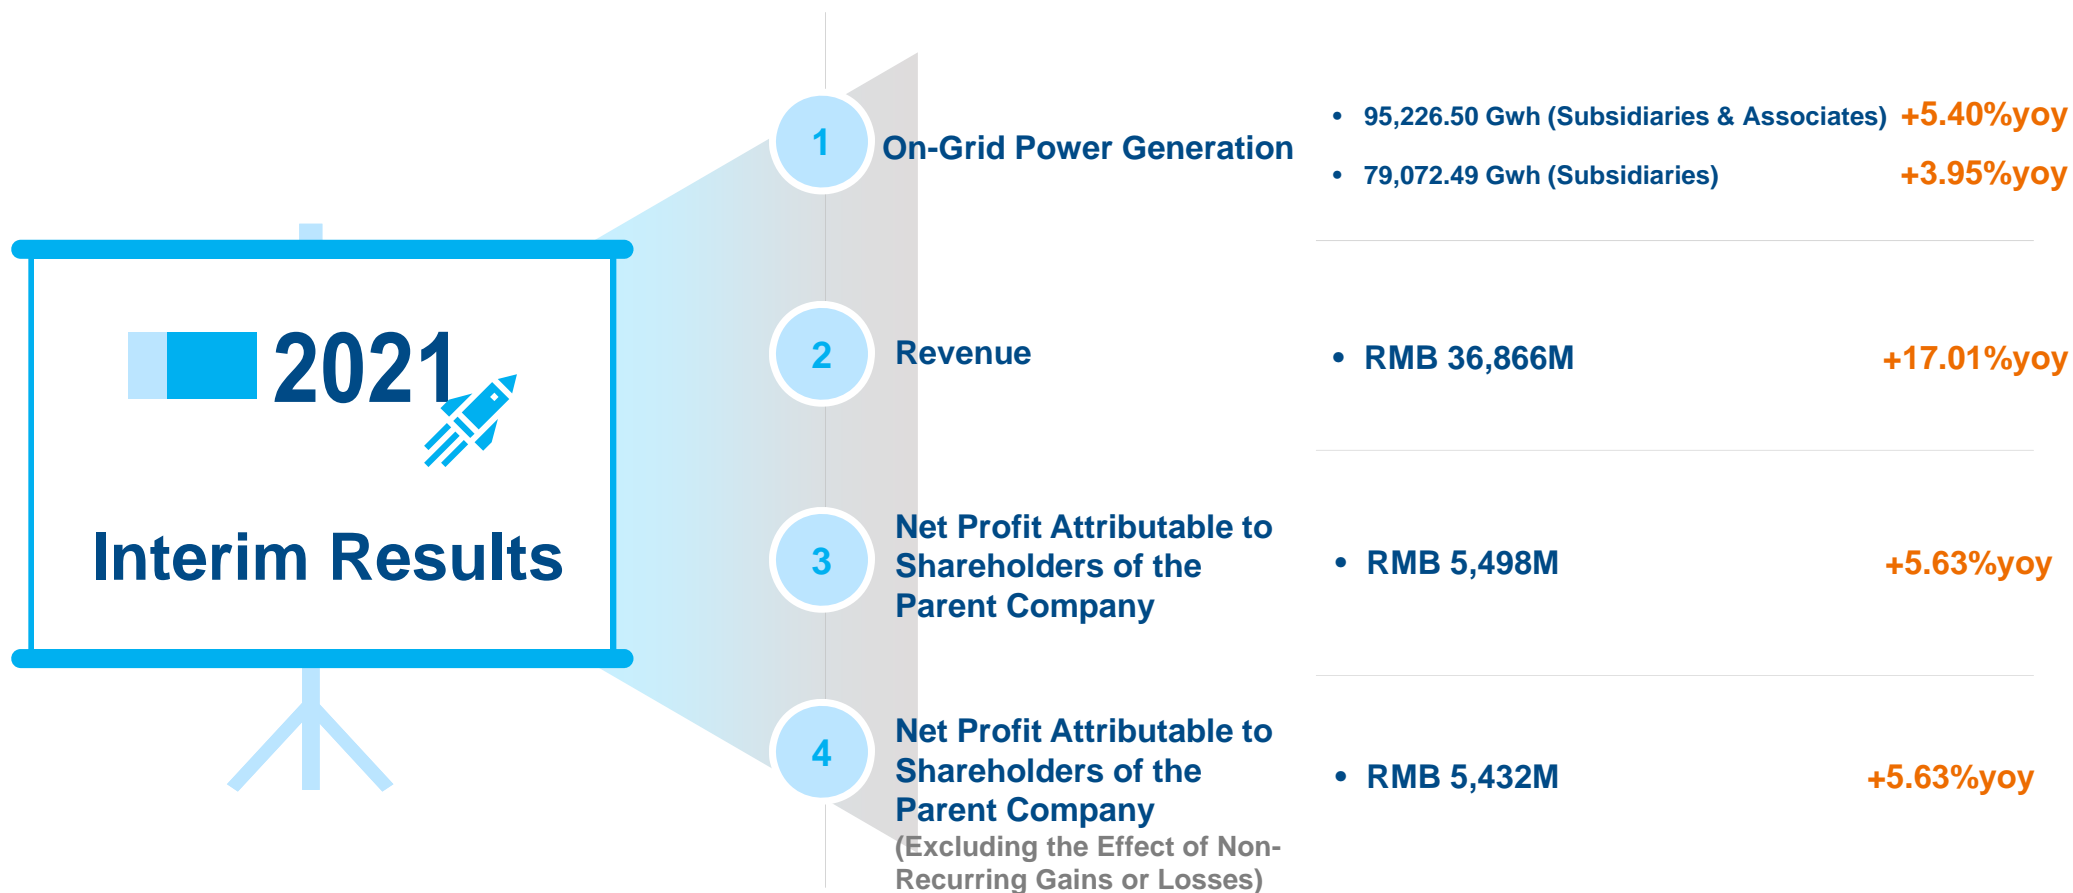 2021
Interim Results
1
On-Grid Power Generation
• 95,226.50 Gwh (Subsidiaries & Associates) +5.40%yoy
• 79,072.49 Gwh (Subsidiaries) +3.95%yoy
2
Revenue
• RMB 36,866M +17.01%yoy
3
Net Profit Attributable to
Shareholders of the
Parent Company
• RMB 5,498M +5.63%yoy
4
Net Profit Attributable to
Shareholders of the
Parent Company
(Excluding the Effect of Non-
Recurring Gains or Losses)
• RMB 5,432M +5.63%yoy